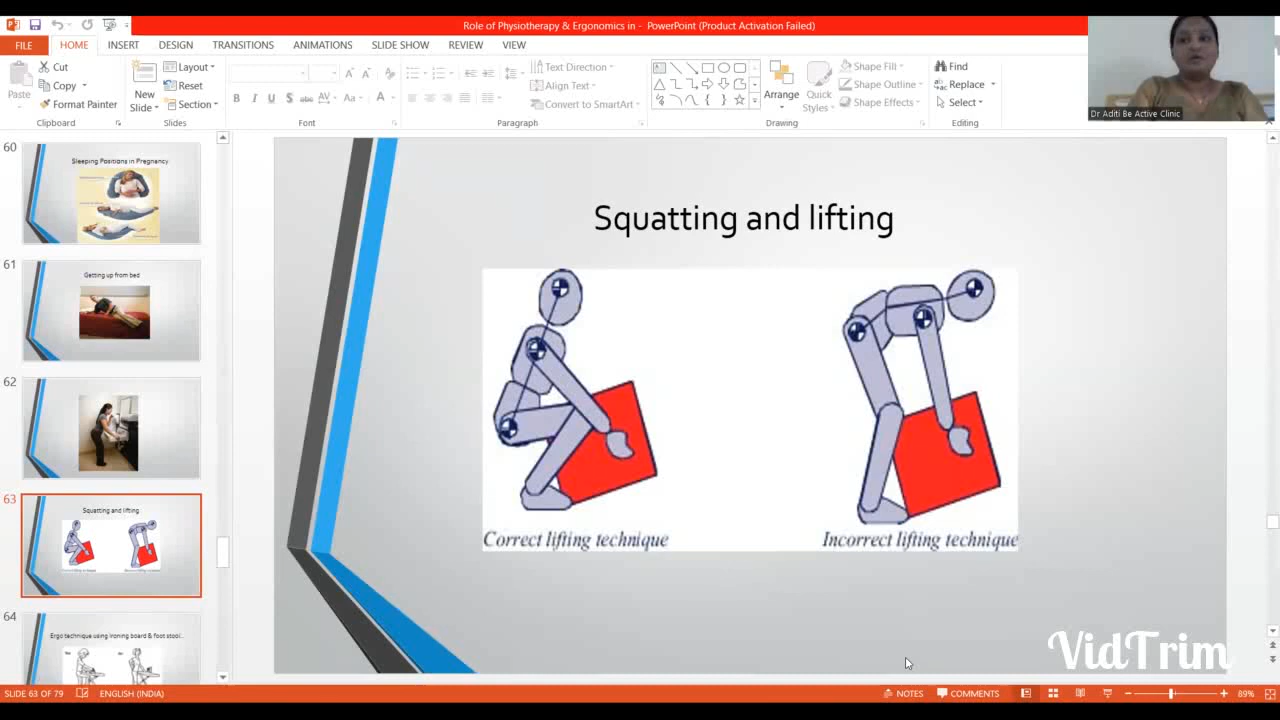 Role of Physiotherapy & Ergonomics in - PowerPoint (Product Activation Failed)
FILE HOME INSERT DESIGN TRANSITIONS ANIMATIONS SLIDE SHOW REVIEW VIEW
Paste
Cut
Copy
Format Painter
Clipboard
New
Slide
Layout
Reset
Section
Slides
B I U S abc AV Aa A
Font
Text Direction
Align Text
Convert to SmartArt
Paragraph
Arrange
Quick
Styles
Shape Fill
Shape Outline
Shape Effects
Drawing
Find
Replace
Select
Editing
Dr Aditi Be Active Clinic
60
Sleeping Positions in Pregnancy
61
Getting up from bed
62
63
Squatting and lifting
64
Ergo technique using ironing board & foot stool...
Squatting and lifting
Correct lifting technique
Incorrect lifting technique
VidTrim
SLIDE 63 OF 79 ENGLISH (INDIA) NOTES COMMENTS 89%